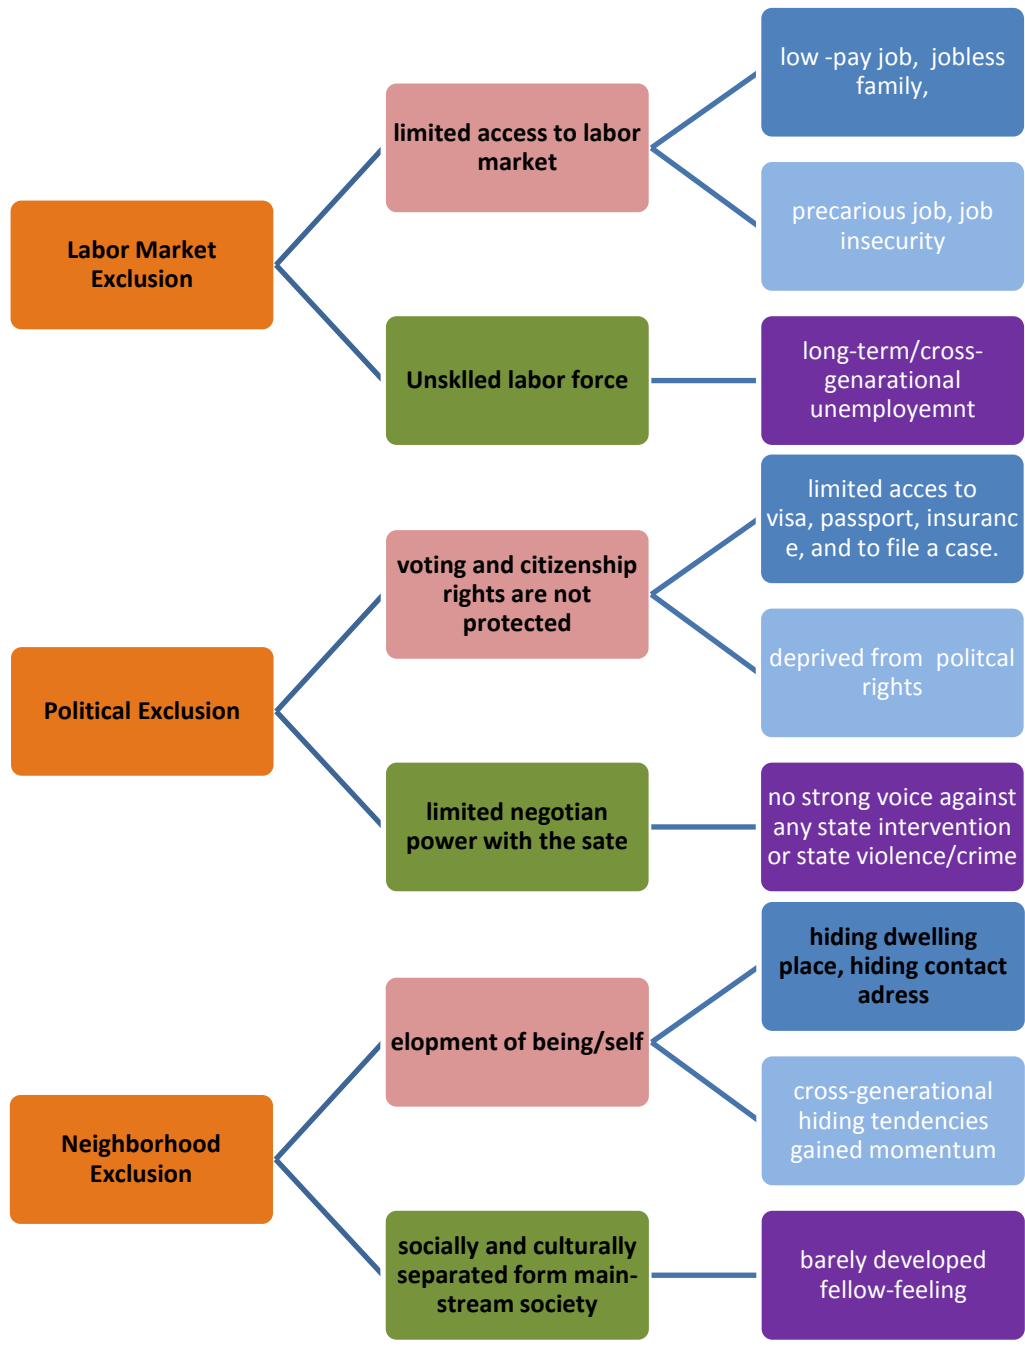 Labor Market
Exclusion
limited access to labor
market
low -pay job, jobless
family,
precarious job, job
insecurity
Unsklled labor force
long-term/cross-
genarational
unemployemnt
Political Exclusion
voting and citizenship
rights are not
protected
limited acces to
visa, passport, insuranc
e, and to file a case.
deprived from politcal
rights
limited negotian
power with the sate
no strong voice against
any state intervention
or state violence/crime
Neighborhood
Exclusion
elopment of being/self
hiding dwelling
place, hiding contact
adress
cross-generational
hiding tendencies
gained momentum
socially and culturally
separated form main-
stream society
barely developed
fellow-feeling